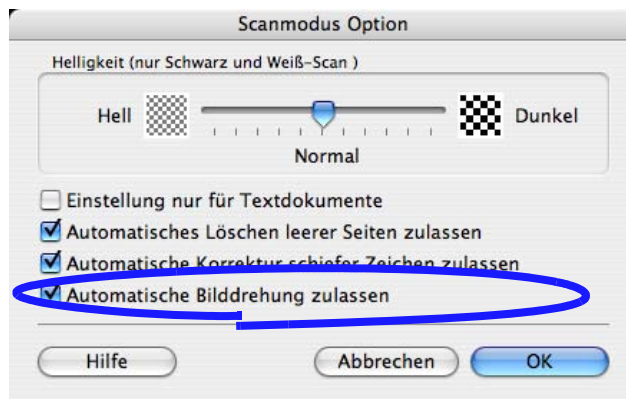 Scanmodus Option
Helligkeit (nur Schwarz und Weiß-Scan )
Hell
Dunkel
Normal
Einstellung nur für Textdokumente
Automatisches Löschen leerer Seiten zulassen
Automatische Korrektur schiefer Zeichen zulassen
Automatische Bilddrehung zulassen
Hilfe
Abbrechen
OK